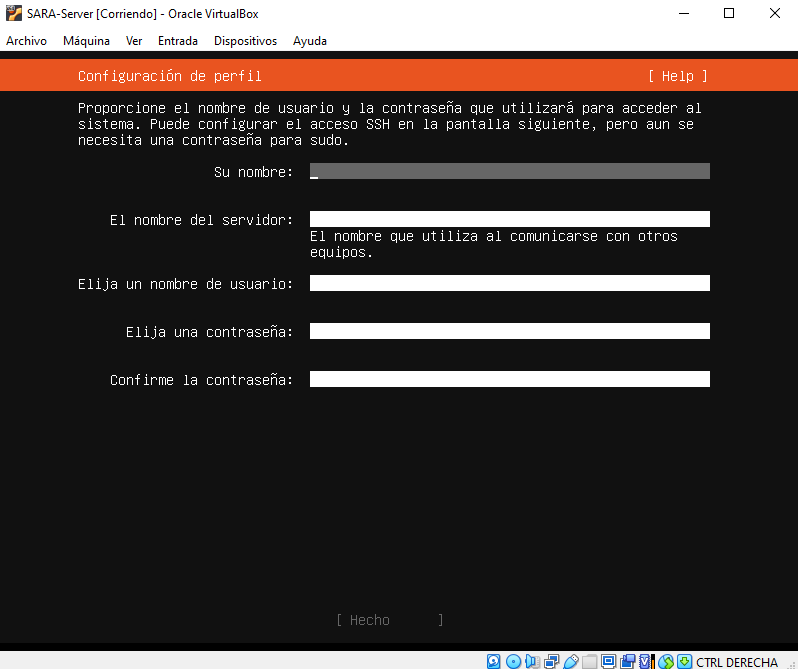 SARA-Server [Corriendo] - Oracle VirtualBox
Archivo Máquina Ver Entrada Dispositivos Ayuda
Configuración de perfil [ Help ]
Proporcione el nombre de usuario y la contraseña que utilizará para acceder al
sistema. Puede configurar el acceso SSH en la pantalla siguiente, pero aun se
necesita una contraseña para sudo.
Su nombre:
El nombre del servidor:
El nombre que utiliza al comunicarse con otros
equipos.
Elija un nombre de usuario:
Elija una contraseña:
Confirme la contraseña:
[ Hecho ]
CTRL DERECHA